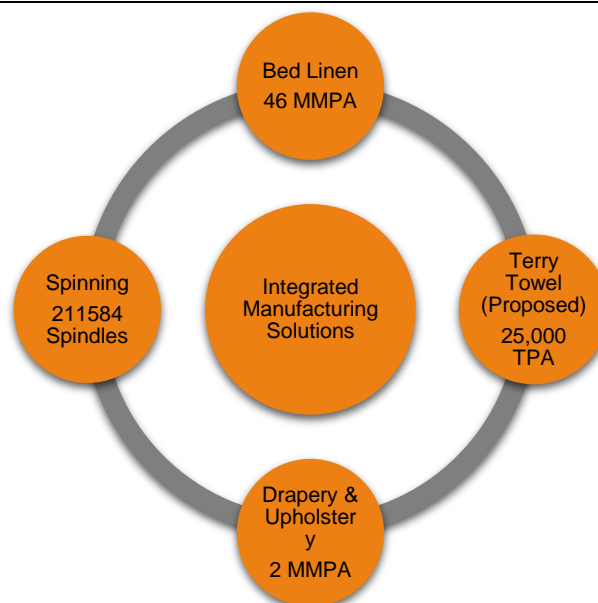 Bed Linen
46 MMPA
Spinning
211584
Spindles
Integrated
Manufacturing
Solutions
Terry
Towel
(Proposed)
25,000
TPA
Drapery &
Upholster
y
2 MMPA